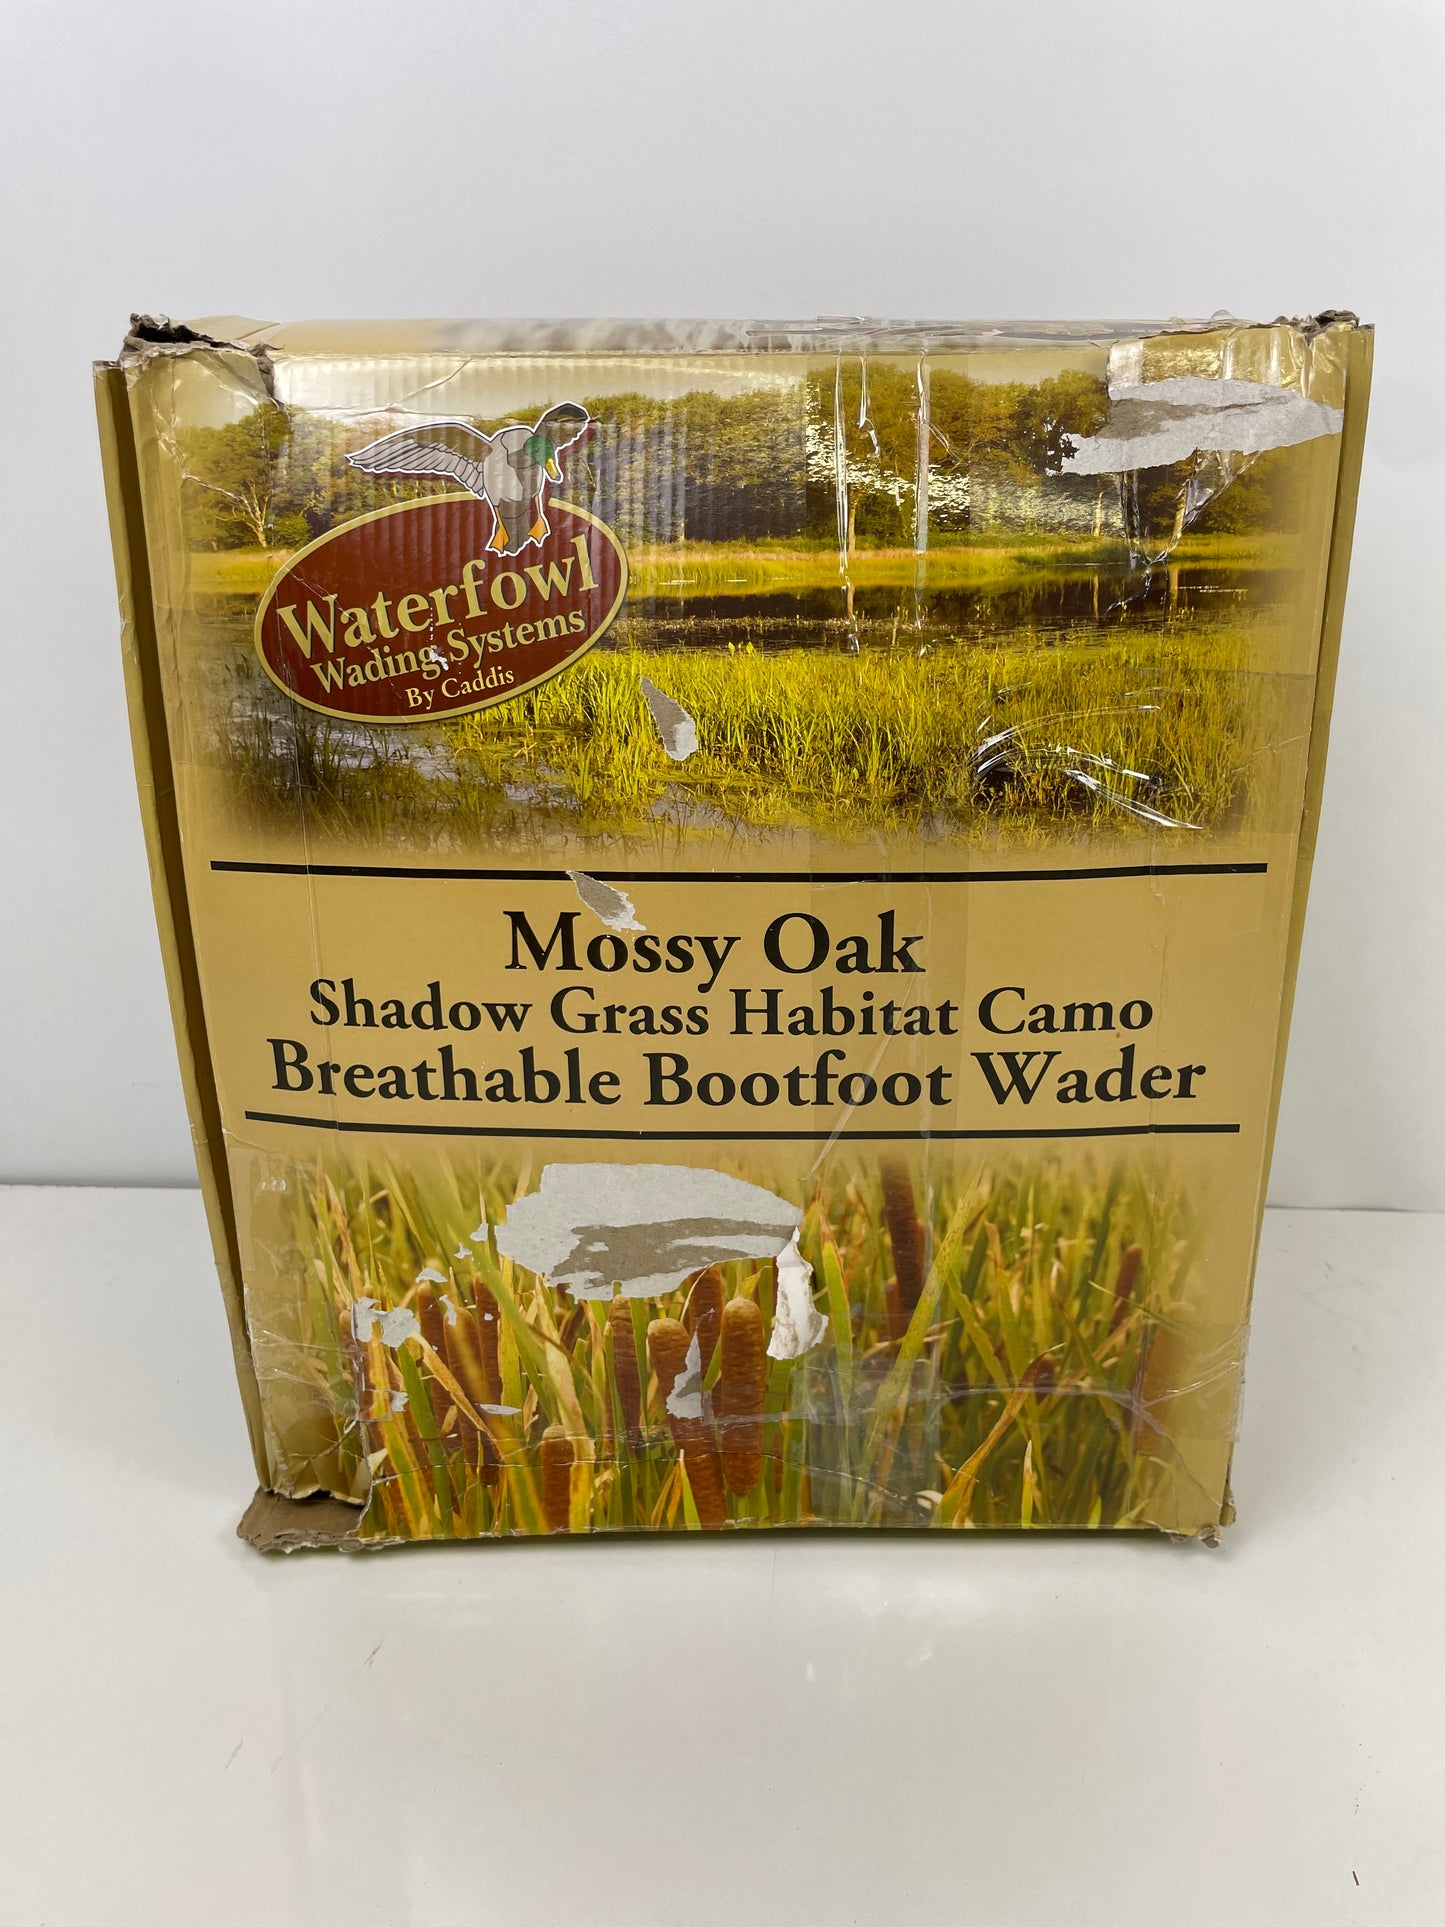 Waterfowl
Wading Systems
By Caddis
Mossy Oak
Shadow Grass Habitat Camo
Breathable Bootfoot Wader